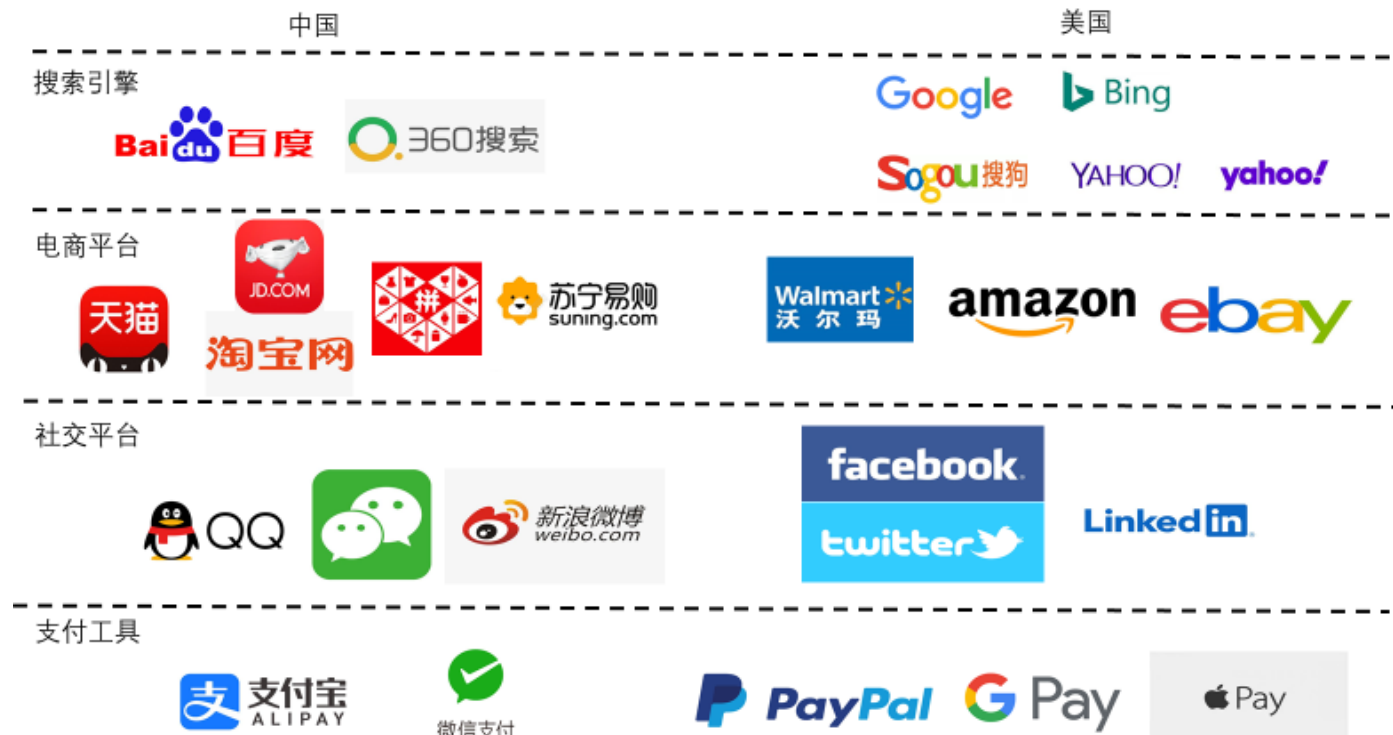 中国
美国
搜索引擎
Baidu百度
360搜索
Google
Bing
Sogou搜狗
YAHOO!
yahoo!
电商平台
天猫
JD.COM
淘宝网
拼
苏宁易购
suning.com
Walmart
沃尔玛
amazon
ebay
社交平台
QQ
新浪微博
weibo.com
facebook
twitter
Linked in
支付工具
支 支付宝
ALIPAY
微信支付
PayPal
G Pay
Pay